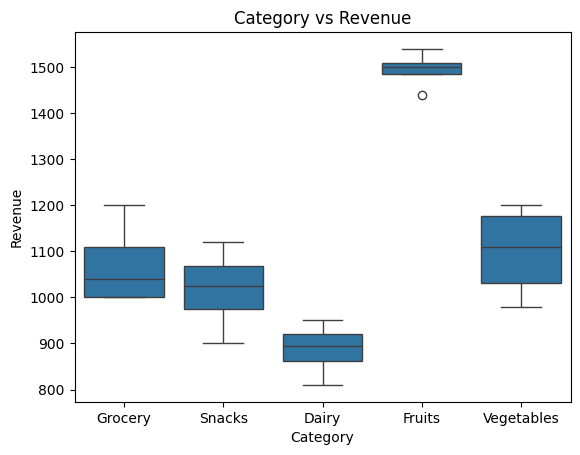 Category vs Revenue
Revenue
1500
1400
1300
1200
1100
1000
900
800
Grocery Snacks Dairy Fruits Vegetables
Category